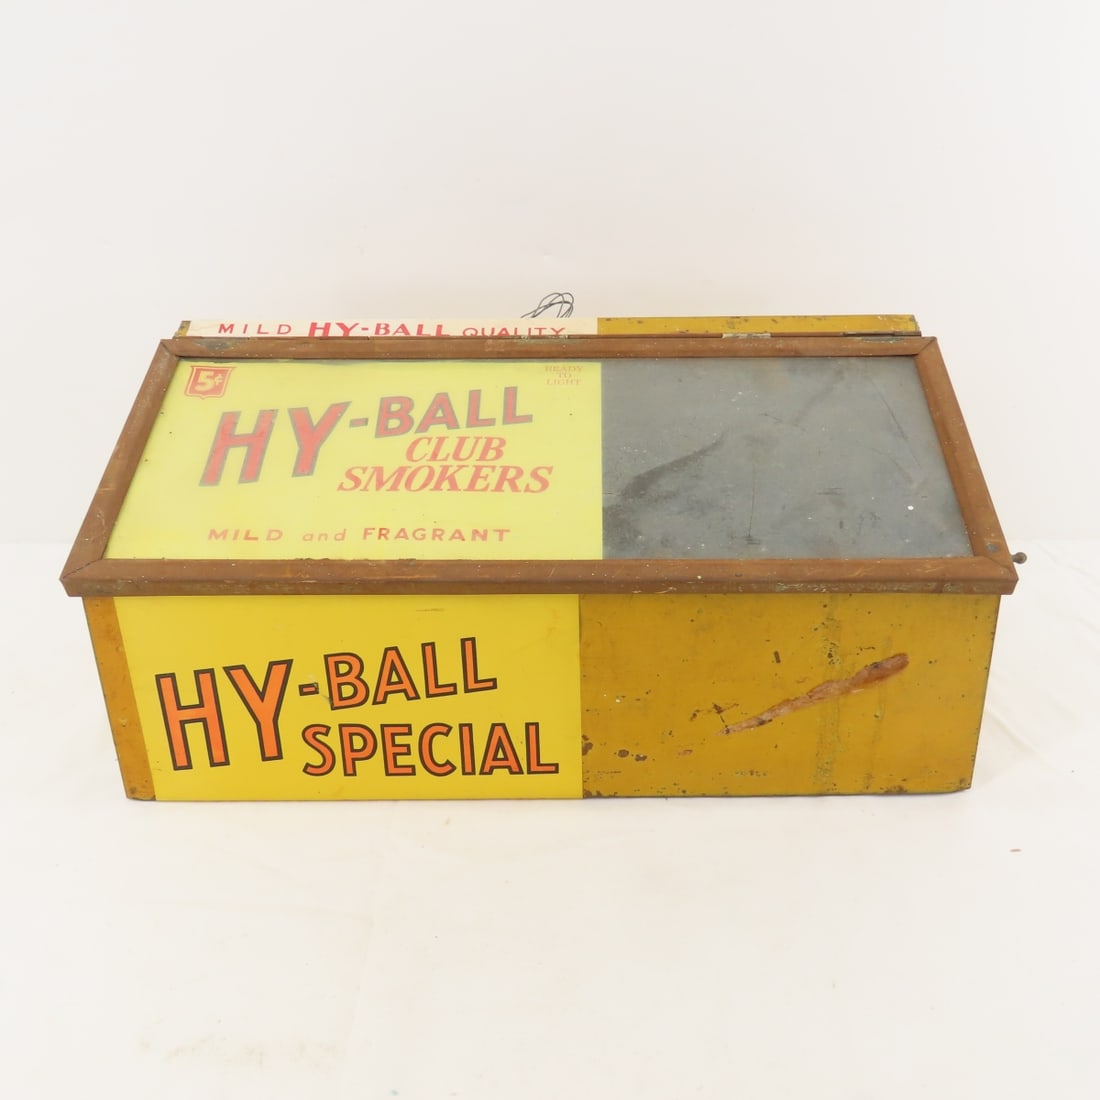 MILD HY-BALL QUALITY
5¢
READY
TO
LIGHT
HY-BALL
CLUB
SMOKERS
MILD and FRAGRANT
HY-BALL
SPECIAL